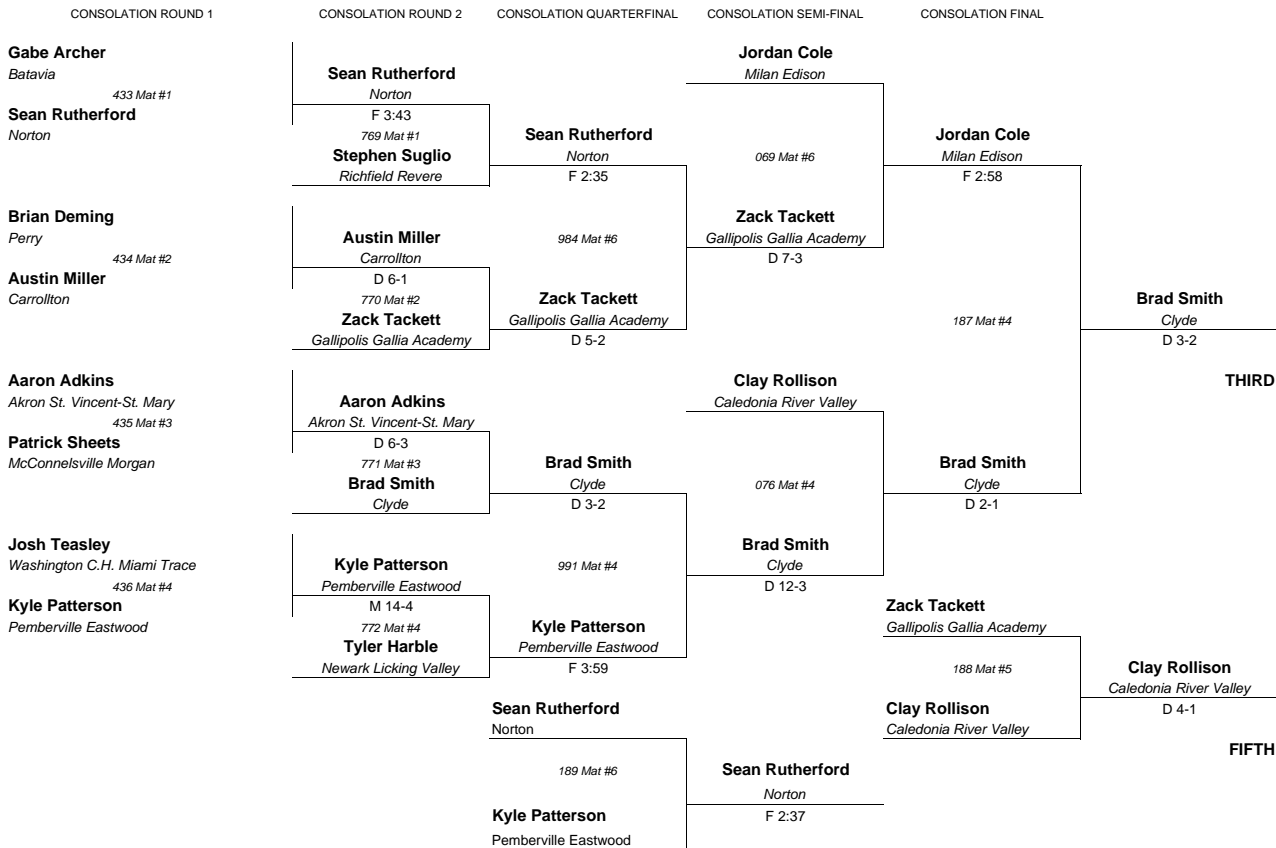 CONSOLATION ROUND 1
CONSOLATION ROUND 2
CONSOLATION QUARTERFINAL
CONSOLATION SEMI-FINAL
CONSOLATION FINAL
Gabe Archer
Batavia
433 Mat #1
Sean Rutherford
Norton
Brian Deming
Perry
434 Mat #2
Austin Miller
Carrollton
Aaron Adkins
Akron St. Vincent-St. Mary
435 Mat #3
Patrick Sheets
McConnelsville Morgan
Josh Teasley
Washington C.H. Miami Trace
436 Mat #4
Kyle Patterson
Pemberville Eastwood
Sean Rutherford
Norton
F 3:43
769 Mat #1
Stephen Suglio
Richfield Revere
Austin Miller
Carrollton
D 6-1
770 Mat #2
Zack Tackett
Gallipolis Gallia Academy
Aaron Adkins
Akron St. Vincent-St. Mary
D 6-3
771 Mat #3
Brad Smith
Clyde
Kyle Patterson
Pemberville Eastwood
M 14-4
772 Mat #4
Tyler Harble
Newark Licking Valley
Sean Rutherford
Norton
F 2:35
984 Mat #6
Zack Tackett
Gallipolis Gallia Academy
D 5-2
Brad Smith
Clyde
D 3-2
991 Mat #4
Kyle Patterson
Pemberville Eastwood
F 3:59
Sean Rutherford
Norton
189 Mat #6
Kyle Patterson
Pemberville Eastwood
Jordan Cole
Milan Edison
069 Mat #6
Zack Tackett
Gallipolis Gallia Academy
D 7-3
Clay Rollison
Caledonia River Valley
076 Mat #4
Brad Smith
Clyde
D 12-3
Sean Rutherford
Norton
F 2:37
Jordan Cole
Milan Edison
F 2:58
187 Mat #4
Brad Smith
Clyde
D 2-1
Zack Tackett
Gallipolis Gallia Academy
188 Mat #5
Clay Rollison
Caledonia River Valley
Brad Smith
Clyde
D 3-2
THIRD
Clay Rollison
Caledonia River Valley
D 4-1
FIFTH